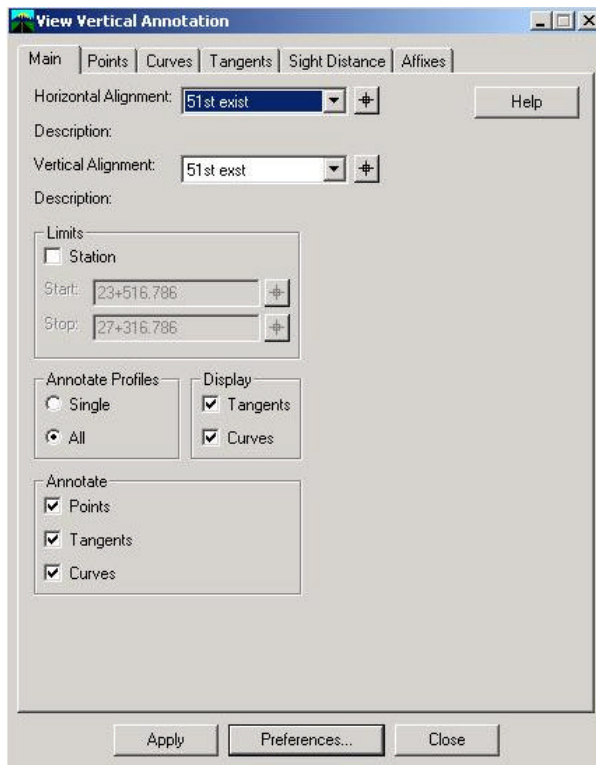 View Vertical Annotation
Main Points Curves Tangents Sight Distance Affixes
Horizontal Alignment: 51st exist Help
Description:
Vertical Alignment: 51st exst
Description:
Limits
Station
Start: 23+516.786
Stop: 27+316.786
Annotate Profiles Display
Single Tangents
All Curves
Annotate
Points
Tangents
Curves
Apply Preferences... Close